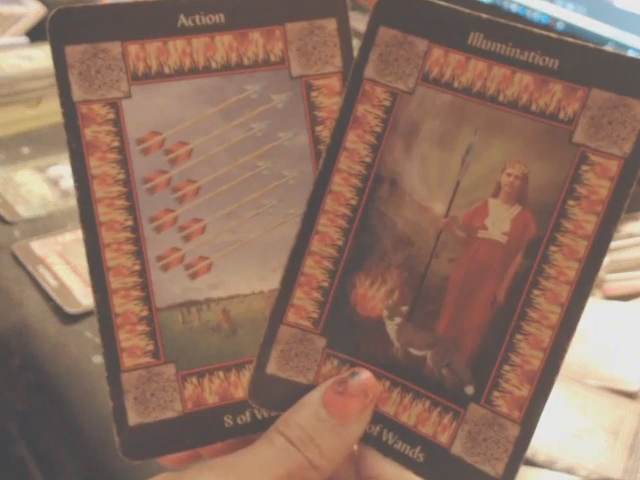 Action
Illumination
8 of
of Wands